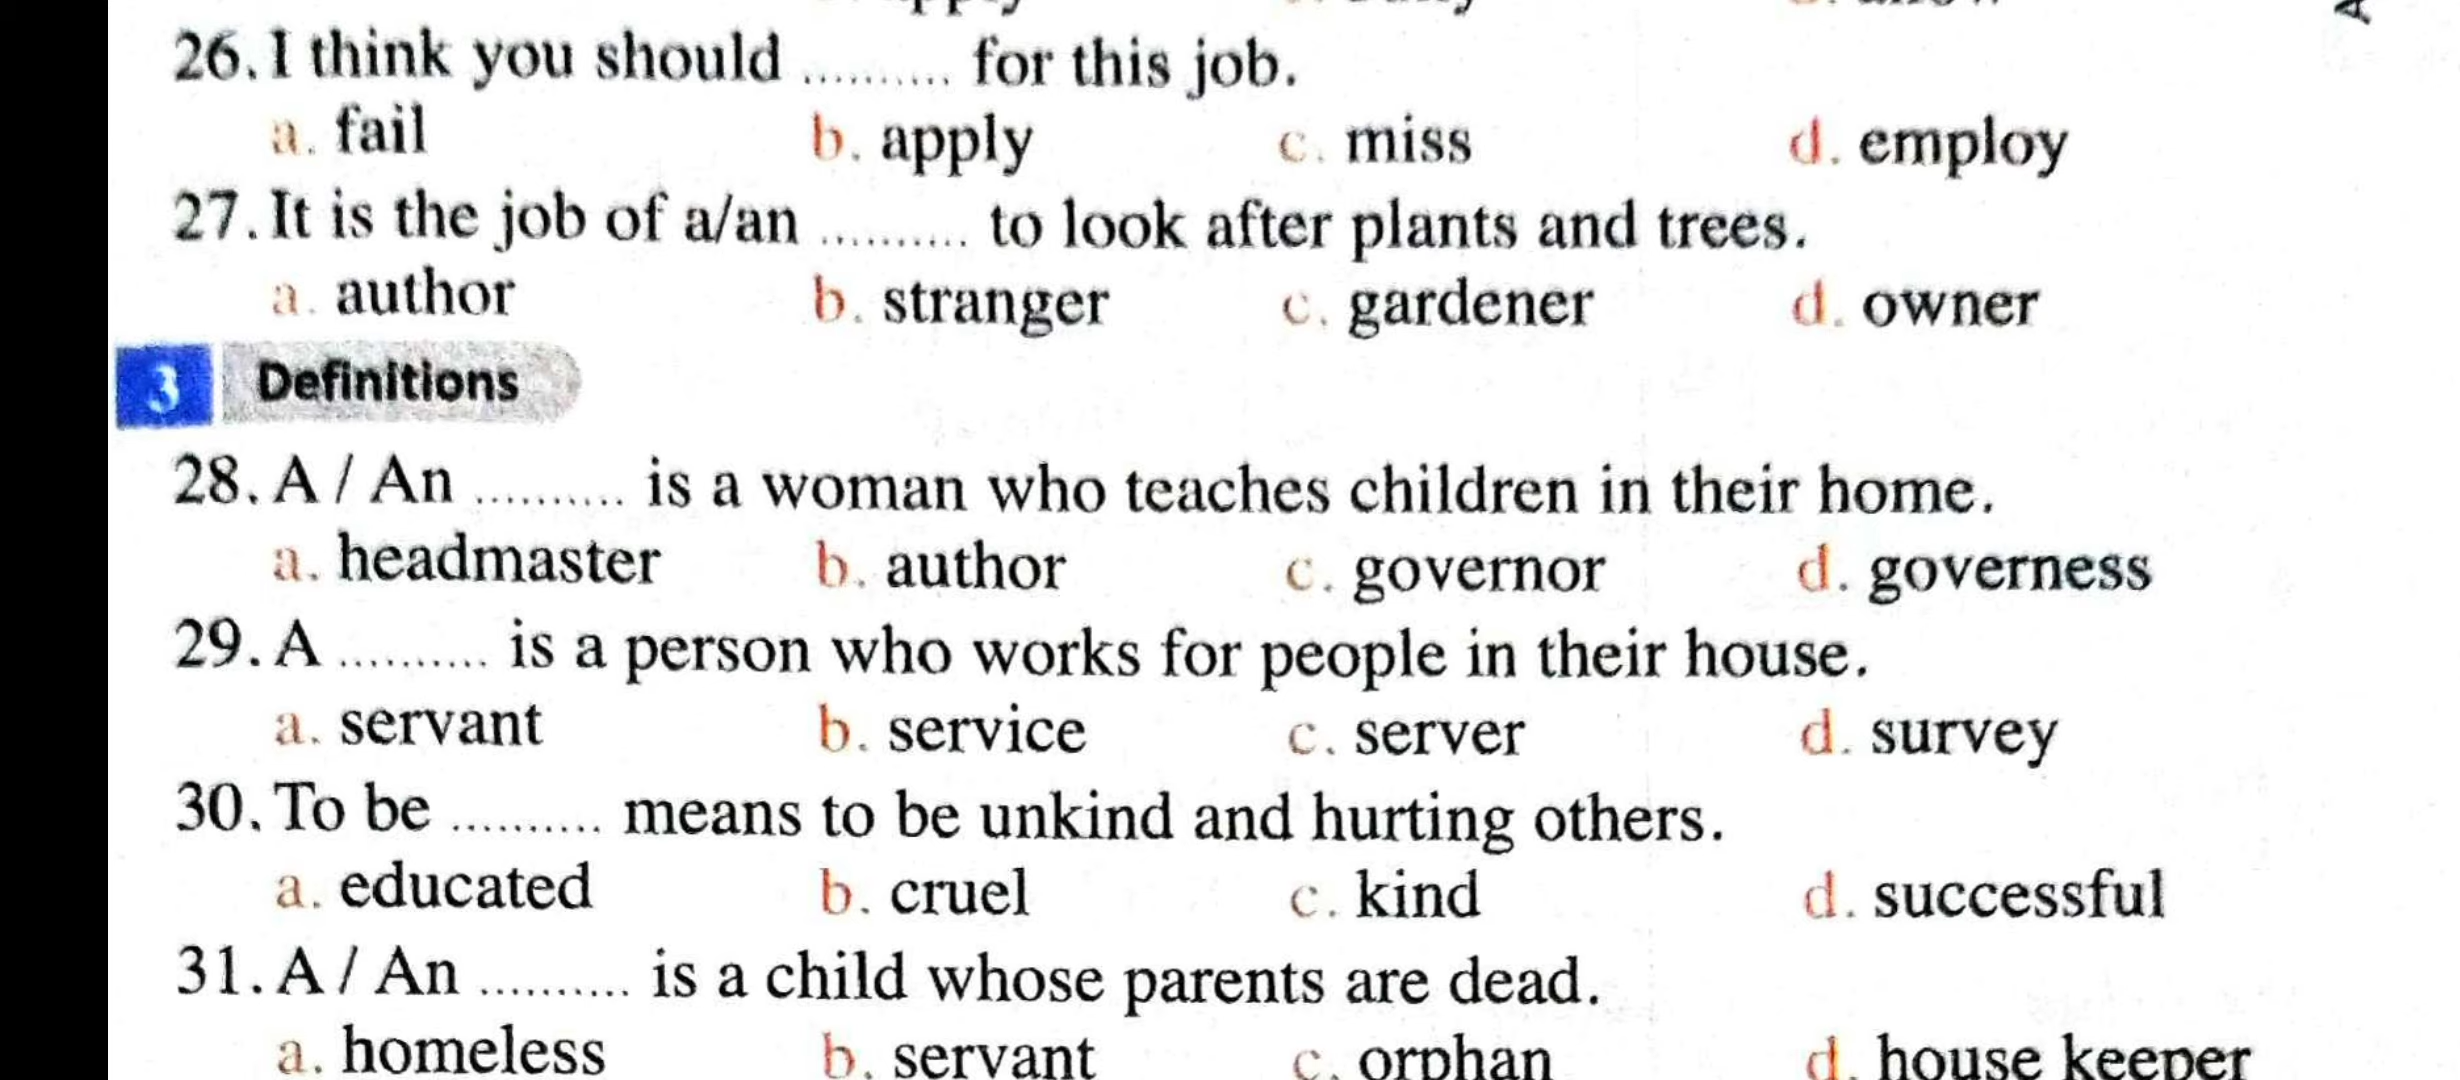 26. I think you should .......... for this job.
a. fail b. apply c. miss d. employ
27. It is the job of a/an .......... to look after plants and trees.
a. author b. stranger c. gardener d. owner
3 Definitions
28. A / An .......... is a woman who teaches children in their home.
a. headmaster b. author c. governor d. governess
29. A .......... is a person who works for people in their house.
a. servant b. service c. server d. survey
30. To be .......... means to be unkind and hurting others.
a. educated b. cruel c. kind d. successful
31. A / An .......... is a child whose parents are dead.
a. homeless b. servant c. orphan d. house keeper